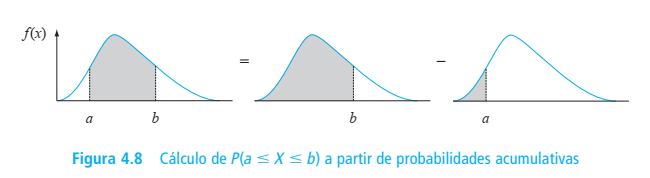 f(x)
=
–
a
b
b
a
Figura 4.8 Cálculo de P(a ≤ X ≤ b) a partir de probabilidades acumulativas